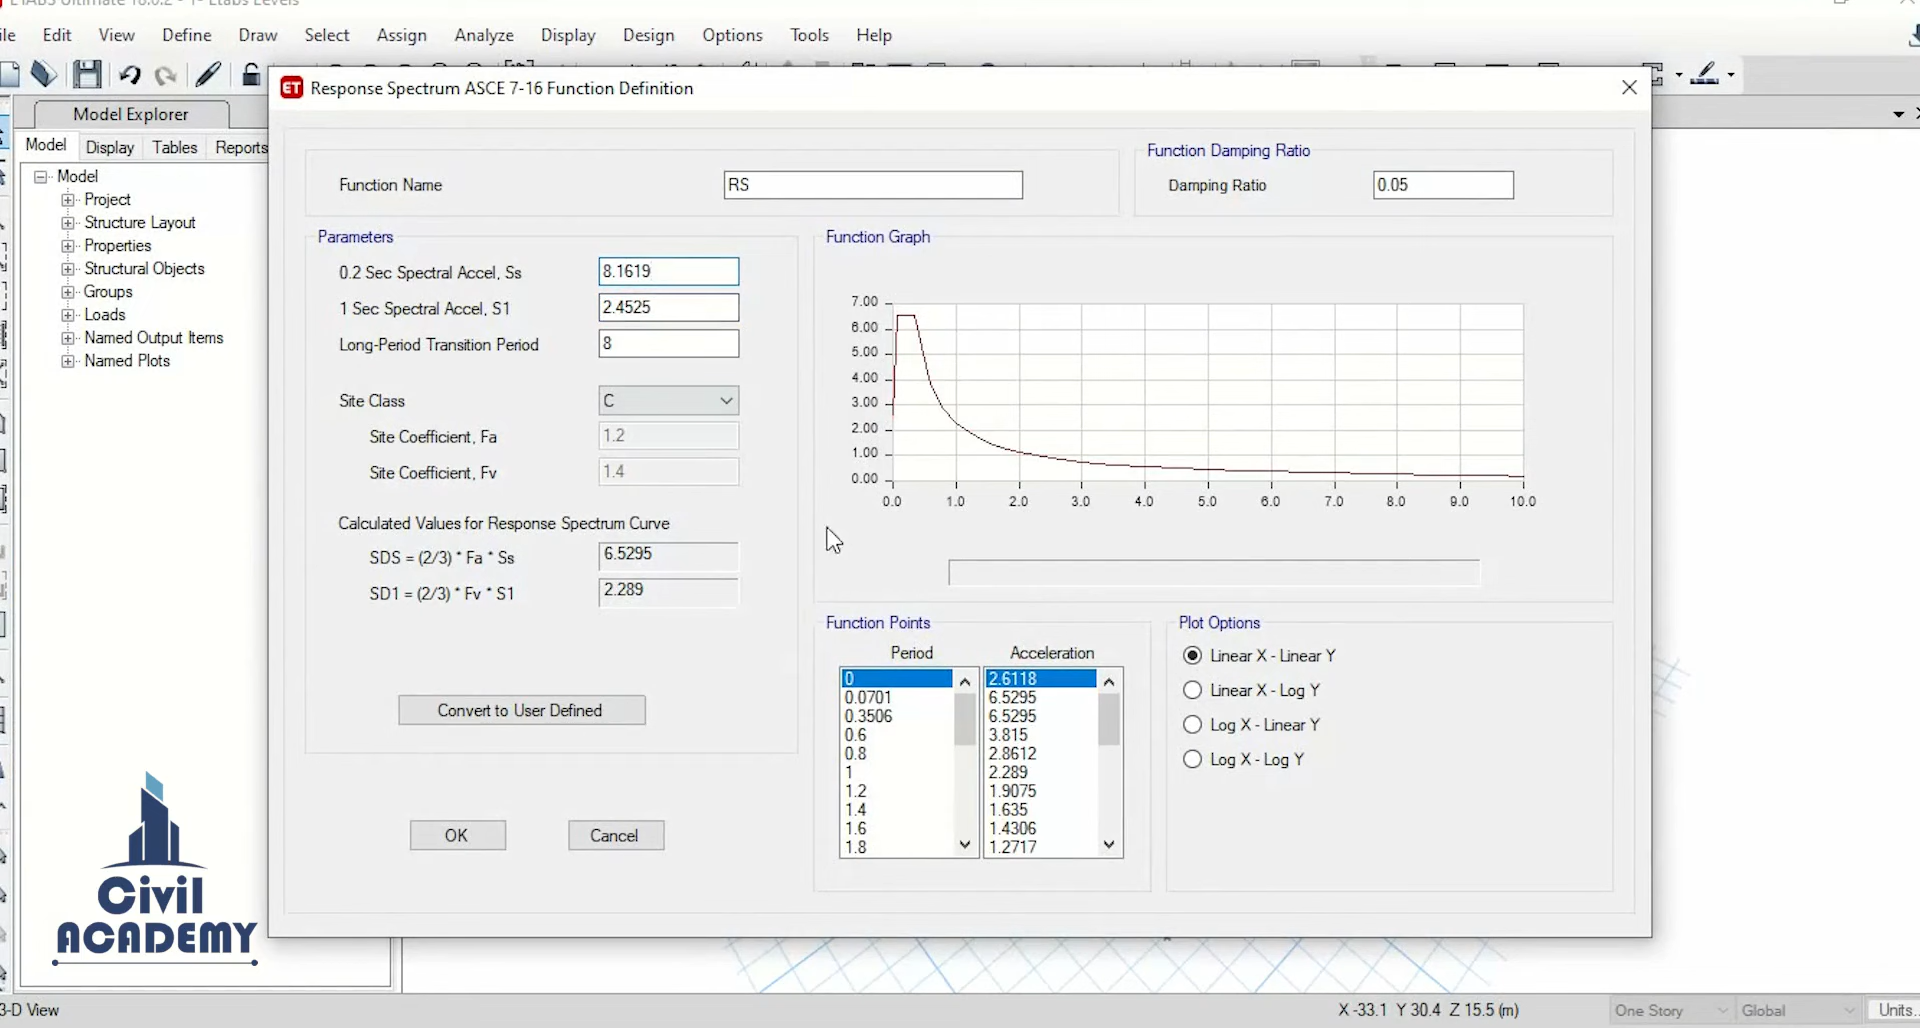 ETABS Ultimate 18.0.2 - 1- Etabs Levels
Edit View Define Draw Select Assign Analyze Display Design Options Tools Help
ET Response Spectrum ASCE 7-16 Function Definition
Model Explorer
Model Display Tables Reports
Model
Project
Structure Layout
Properties
Structural Objects
Groups
Loads
Named Output Items
Named Plots
Function Name RS
Function Damping Ratio
Damping Ratio 0.05
Parameters
0.2 Sec Spectral Accel, Ss 8.1619
1 Sec Spectral Accel, S1 2.4525
Long-Period Transition Period 8
Site Class C
Site Coefficient, Fa 1.2
Site Coefficient, Fv 1.4
Calculated Values for Response Spectrum Curve
SDS = (2/3) * Fa * Ss 6.5295
SD1 = (2/3) * Fv * S1 2.289
Convert to User Defined
OK Cancel
Function Graph
7.00
6.00
5.00
4.00
3.00
2.00
1.00
0.00
0.0 1.0 2.0 3.0 4.0 5.0 6.0 7.0 8.0 9.0 10.0
Function Points
Period Acceleration
0 2.6118
0.0701 6.5295
0.3506 6.5295
0.6 3.815
0.8 2.8612
1 2.289
1.2 1.9075
1.4 1.635
1.6 1.4306
1.8 1.2717
Plot Options
Linear X - Linear Y
Linear X - Log Y
Log X - Linear Y
Log X - Log Y
Civil
ACADEMY
3-D View
X -33.1 Y 30.4 Z 15.5 (m)
One Story Global Units...